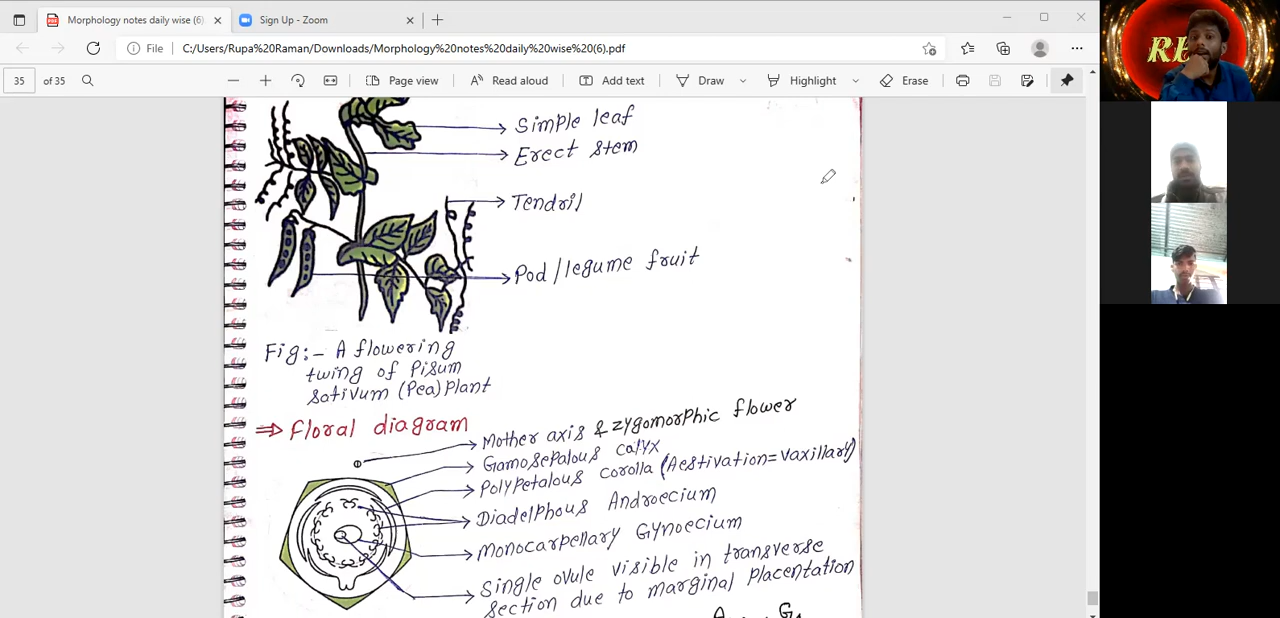 Morphology notes daily wise (6)
Sign Up - Zoom
File
C:/Users/Rupa%20Raman/Downloads/Morphology%20notes%20daily%20wise%20(6).pdf
35 of 35
Page view
Read aloud
Add text
Draw
Highlight
Erase
Simple leaf
Erect stem
Tendril
Pod/legume fruit
Fig:- A flowering
twing of Pisum
Sativum (Pea) Plant
⇒ Floral diagram
Mother axis & zygomorphic flower
Gamosepalous calyx
Polypetalous corolla (Aestivation=vaxillary)
Diadelphous Androecium
Monocarpellary Gynoecium
Single ovule visible in transverse
section due to marginal placentation